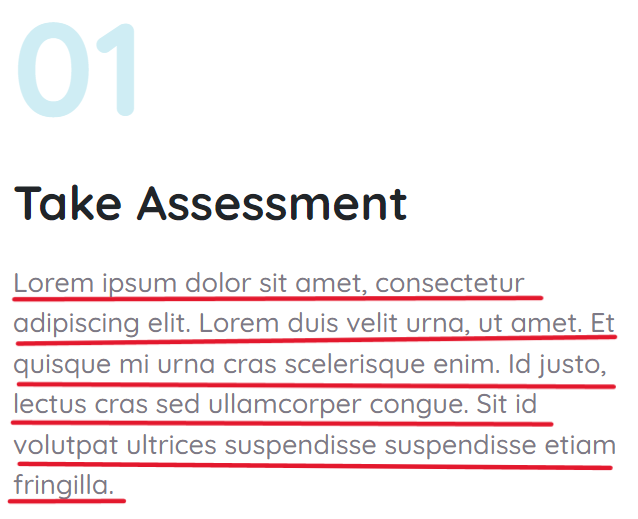 01
Take Assessment
Lorem ipsum dolor sit amet, consectetur
adipiscing elit. Lorem duis velit urna, ut amet. Et
quisque mi urna cras scelerisque enim. Id justo,
lectus cras sed ullamcorper congue. Sit id
volutpat ultrices suspendisse suspendisse etiam
fringilla.